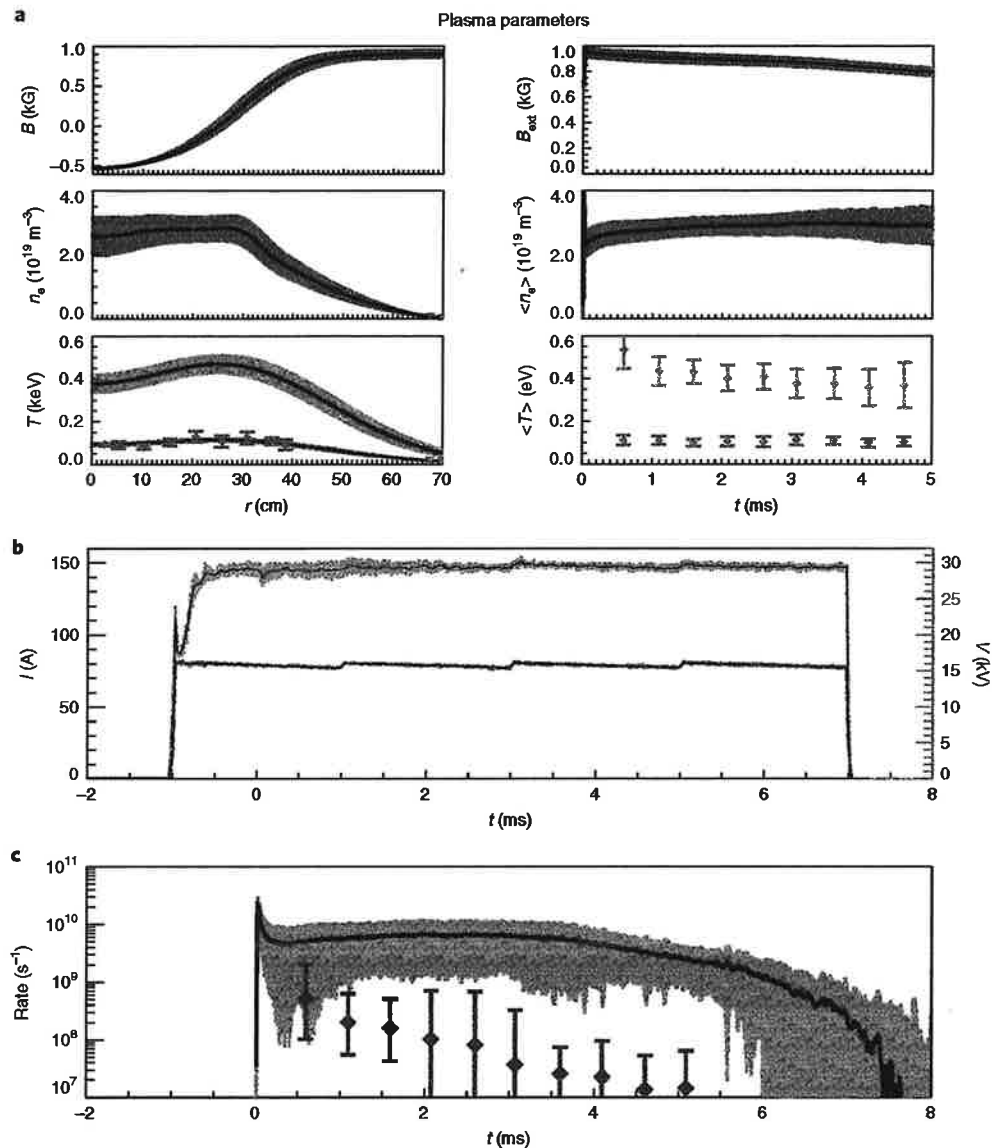 a
Plasma parameters
1.0
0.5
0.0
–0.5
B (kG)
1.0
0.8
0.6
0.4
0.2
0.0
B_ext (kG)
4.0
2.0
0.0
n_e (10^19 m^−3)
4.0
2.0
0.0
<n_e> (10^19 m^−3)
0.6
0.4
0.2
0.0
T (keV)
0 10 20 30 40 50 60 70
r (cm)
0.6
0.4
0.2
0
<T> (eV)
0 1 2 3 4 5
t (ms)
b
150
100
50
0
I (A)
30
25
20
15
10
5
0
V (kV)
–2 0 2 4 6 8
t (ms)
c
10^11
10^10
10^9
10^8
10^7
Rate (s^−1)
–2 0 2 4 6 8
t (ms)